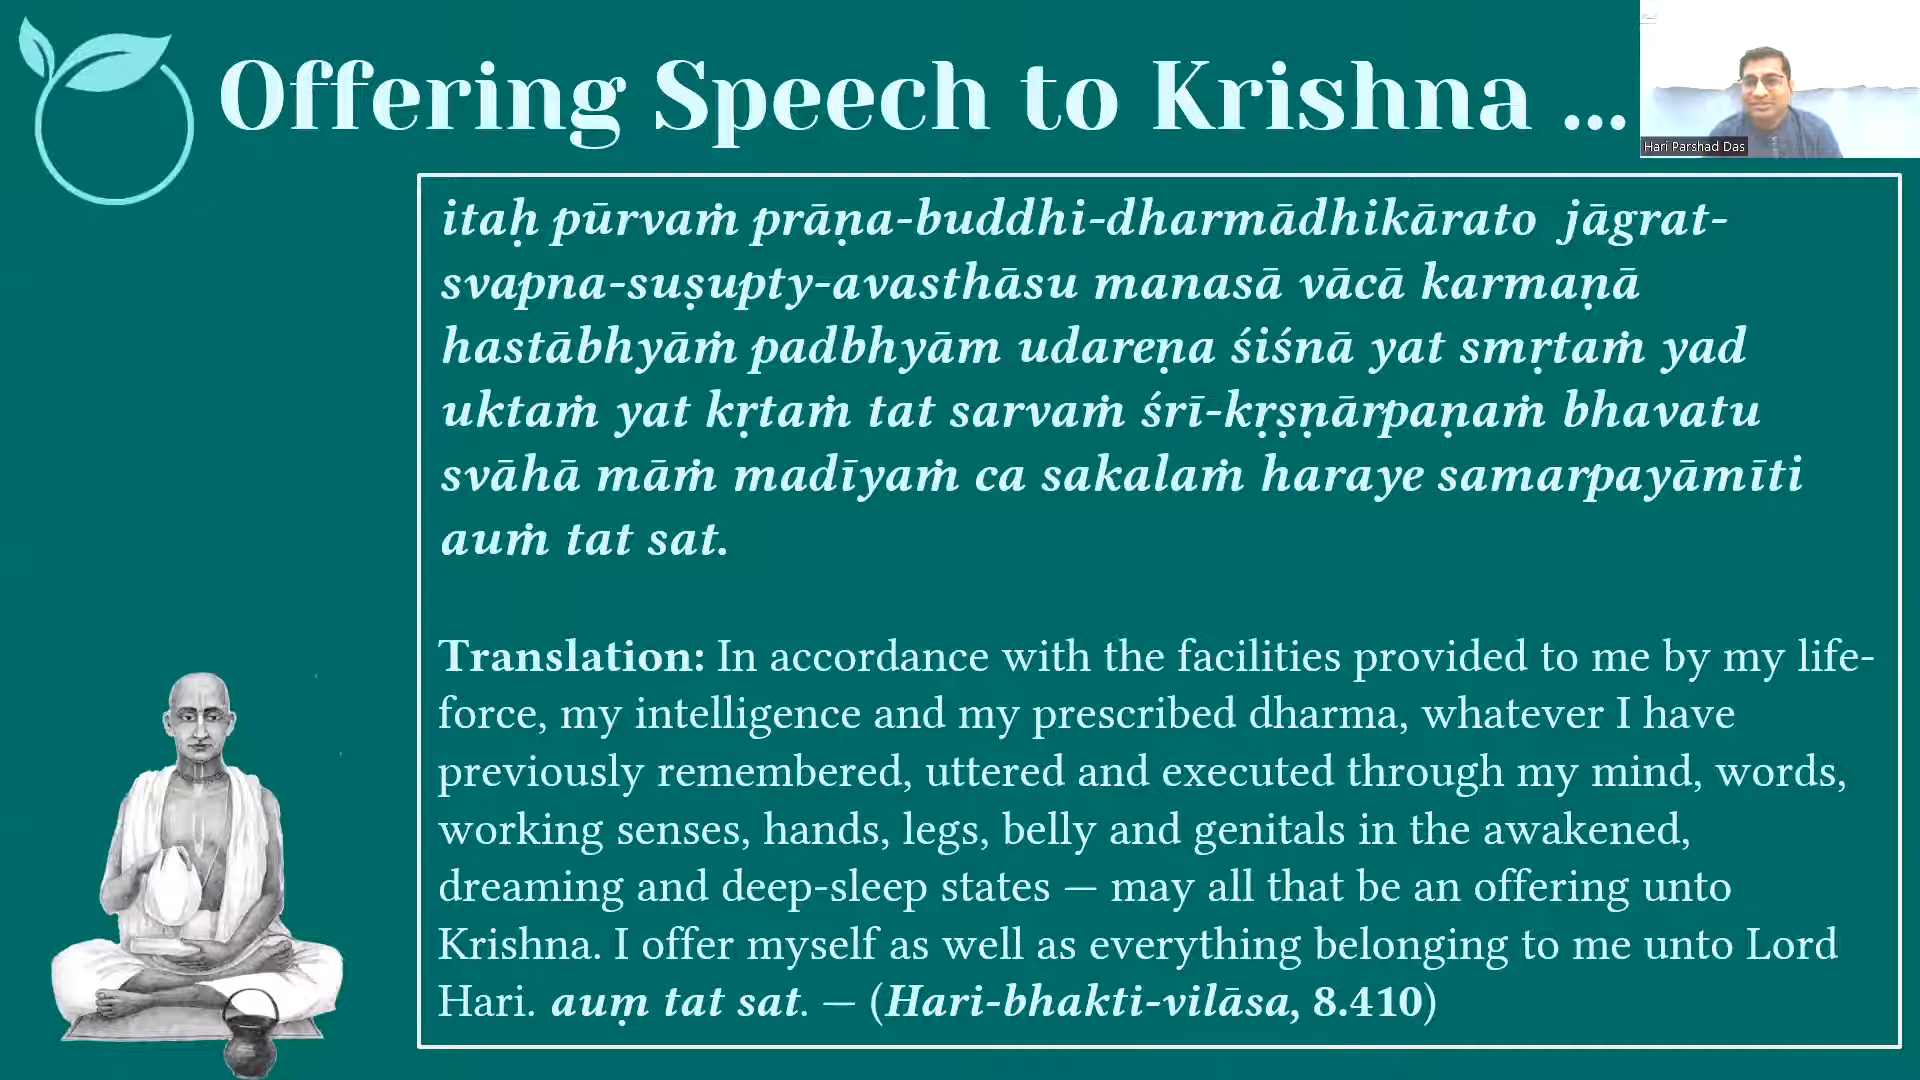 Offering Speech to Krishna ...
Hari Parshad Das
itaḥ pūrvaṁ prāṇa-buddhi-dharmādhikārato jāgrat-
svapna-suṣupty-avasthāsu manasā vācā karmaṇā
hastābhyāṁ padbhyām udareṇa śiśnā yat smṛtaṁ yad
uktaṁ yat kṛtaṁ tat sarvaṁ śrī-kṛṣṇārpaṇaṁ bhavatu
svāhā māṁ madīyaṁ ca sakalaṁ haraye samarpayāmīti
auṁ tat sat.
Translation: In accordance with the facilities provided to me by my life-
force, my intelligence and my prescribed dharma, whatever I have
previously remembered, uttered and executed through my mind, words,
working senses, hands, legs, belly and genitals in the awakened,
dreaming and deep-sleep states — may all that be an offering unto
Krishna. I offer myself as well as everything belonging to me unto Lord
Hari. auṃ tat sat. — (Hari-bhakti-vilāsa, 8.410)